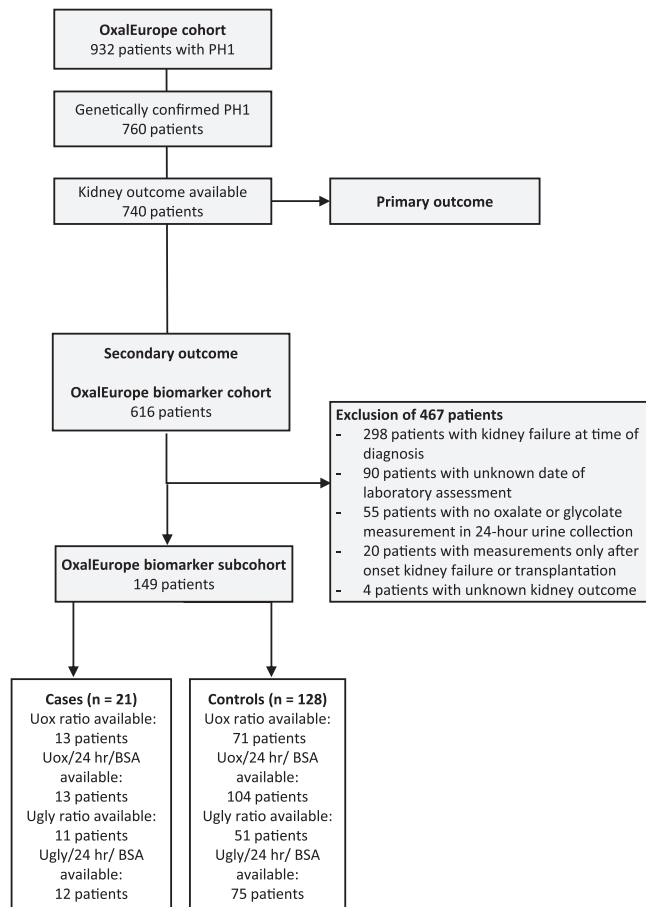 OxalEurope cohort
932 patients with PH1
Genetically confirmed PH1
760 patients
Kidney outcome available
740 patients
Primary outcome
Secondary outcome
OxalEurope biomarker cohort
616 patients
Exclusion of 467 patients
- 298 patients with kidney failure at time of
diagnosis
- 90 patients with unknown date of
laboratory assessment
- 55 patients with no oxalate or glycolate
measurement in 24-hour urine collection
- 20 patients with measurements only after
onset kidney failure or transplantation
- 4 patients with unknown kidney outcome
OxalEurope biomarker subcohort
149 patients
Cases (n = 21)
Uox ratio available:
13 patients
Uox/24 hr/BSA
available:
13 patients
Ugly ratio available:
11 patients
Ugly/24 hr/ BSA
available:
12 patients
Controls (n = 128)
Uox ratio available:
71 patients
Uox/24 hr/ BSA
available:
104 patients
Ugly ratio available:
51 patients
Ugly/24 hr/ BSA
available:
75 patients